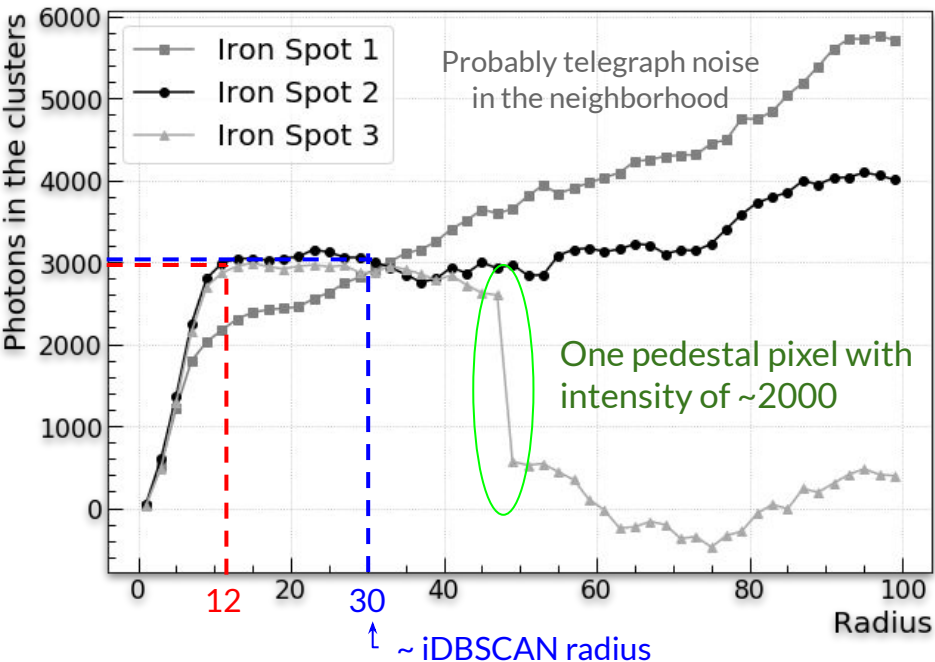 Photons in the clusters
6000
5000
4000
3000
2000
1000
0
Iron Spot 1
Iron Spot 2
Iron Spot 3
Probably telegraph noise
in the neighborhood
One pedestal pixel with
intensity of ~2000
0
20
40
60
80
100
12
30
Radius
~ iDBSCAN radius